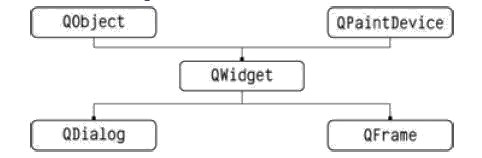 QObject
QPaintDevice
QWidget
QDialog
QFrame